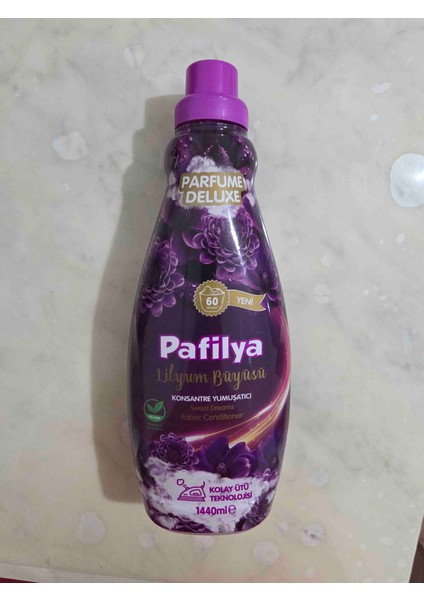 PARFUME
DELUXE
60
YENİ
Pafilya
Lilyum Büyüsü
KONSANTRE YUMUŞATICI
Sweet Dreams
Fabric Conditioner
KOLAY ÜTÜ
TEKNOLOJİSİ
1440ml℮